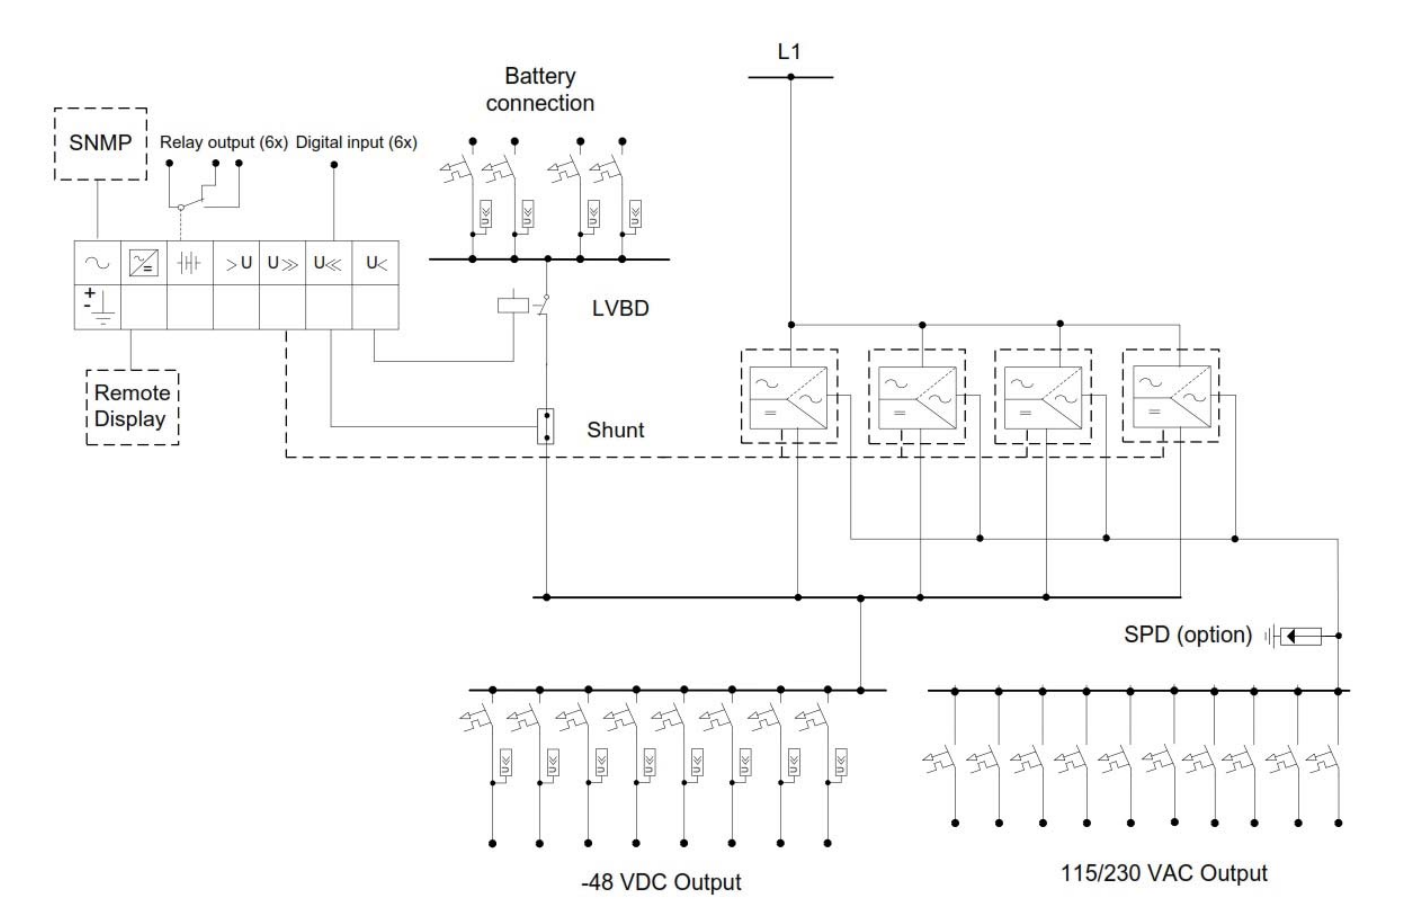 L1
Battery
connection
SNMP
Relay output (6x)
Digital input (6x)
>U
U>>
U<<
U<
+
-
LVBD
Remote
Display
Shunt
SPD (option)
-48 VDC Output
115/230 VAC Output